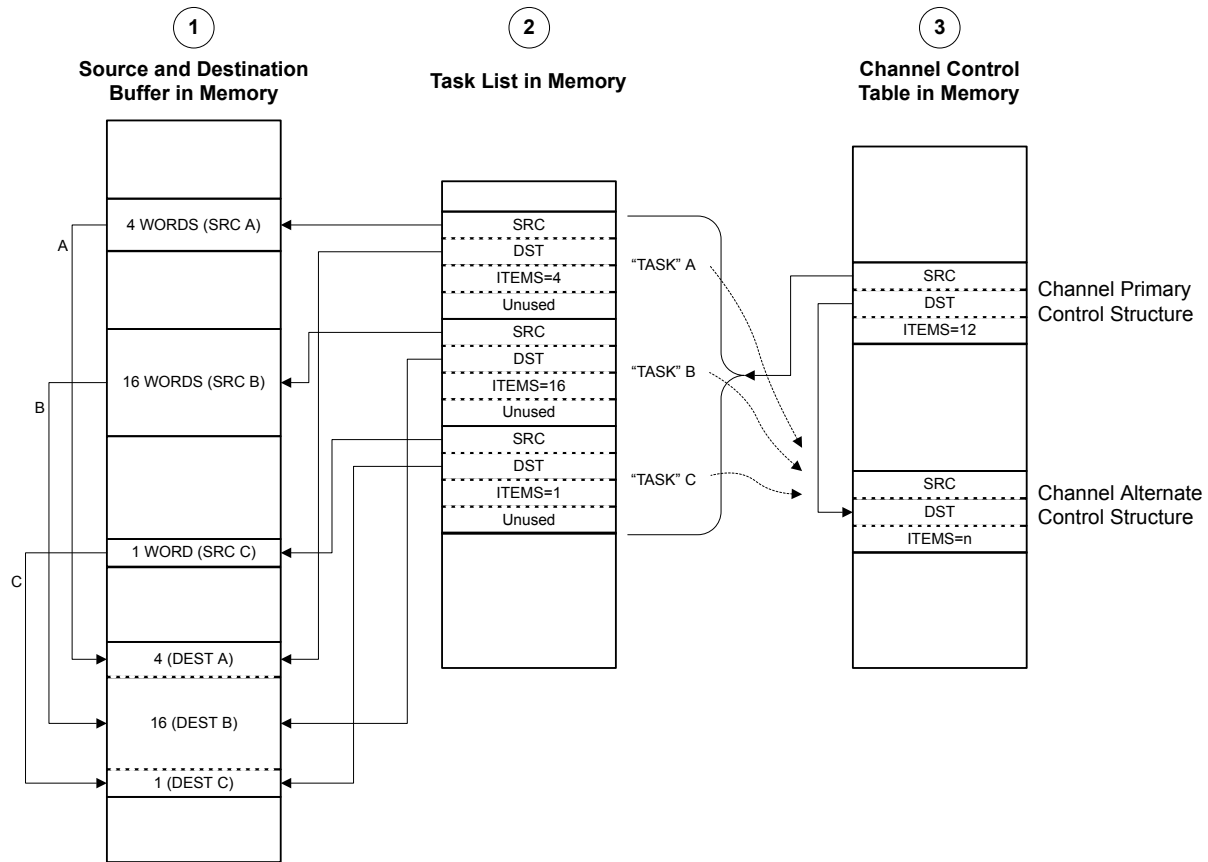 1
Source and Destination
Buffer in Memory
4 WORDS (SRC A)
A
16 WORDS (SRC B)
B
1 WORD (SRC C)
C
4 (DEST A)
16 (DEST B)
1 (DEST C)
2
Task List in Memory
SRC
DST
ITEMS=4
Unused
SRC
DST
ITEMS=16
Unused
SRC
DST
ITEMS=1
Unused
“TASK” A
“TASK” B
“TASK” C
3
Channel Control
Table in Memory
SRC
DST
ITEMS=12
Channel Primary
Control Structure
SRC
DST
ITEMS=n
Channel Alternate
Control Structure